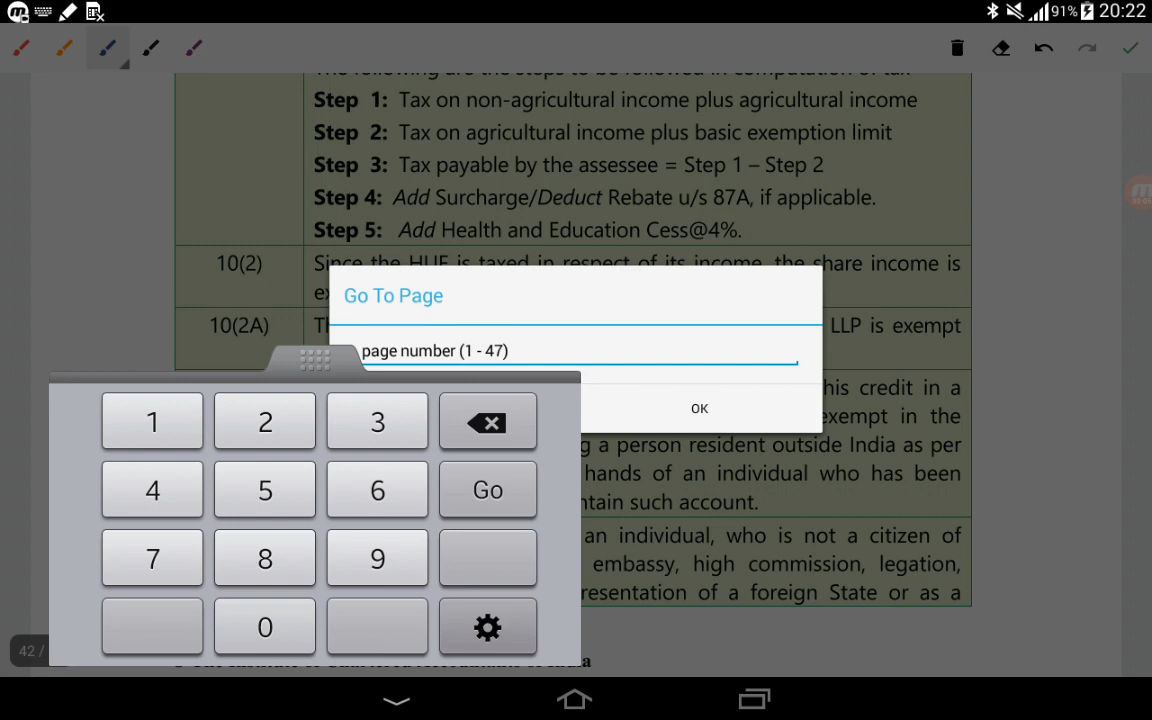 91% 20:22
The following are the steps to be followed in computation of tax
Step 1: Tax on non-agricultural income plus agricultural income
Step 2: Tax on agricultural income plus basic exemption limit
Step 3: Tax payable by the assessee = Step 1 – Step 2
Step 4: Add Surcharge/Deduct Rebate u/s 87A, if applicable.
Step 5: Add Health and Education Cess@4%.
10(2) Since the HUF is taxed in respect of its income, the share income is
10(2A) LLP is exempt
Go To Page
page number (1 - 47)
OK
his credit in a
exempt in the
g a person resident outside India as per
hands of an individual who has been
ntain such account.
an individual, who is not a citizen of
embassy, high commission, legation,
resentation of a foreign State or as a
1 2 3
4 5 6 Go
7 8 9
0
42 /